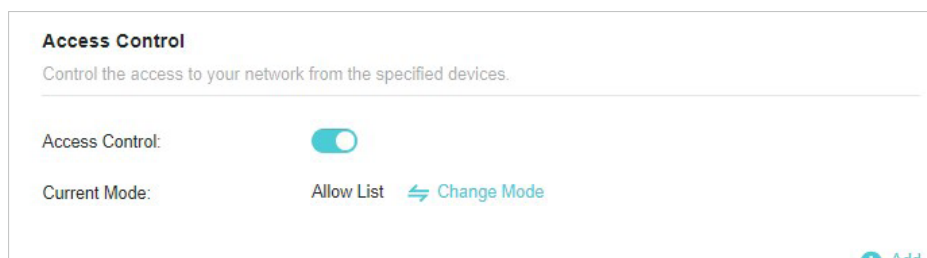 Access Control
Control the access to your network from the specified devices.
Access Control:
Current Mode: Allow List Change Mode
Add